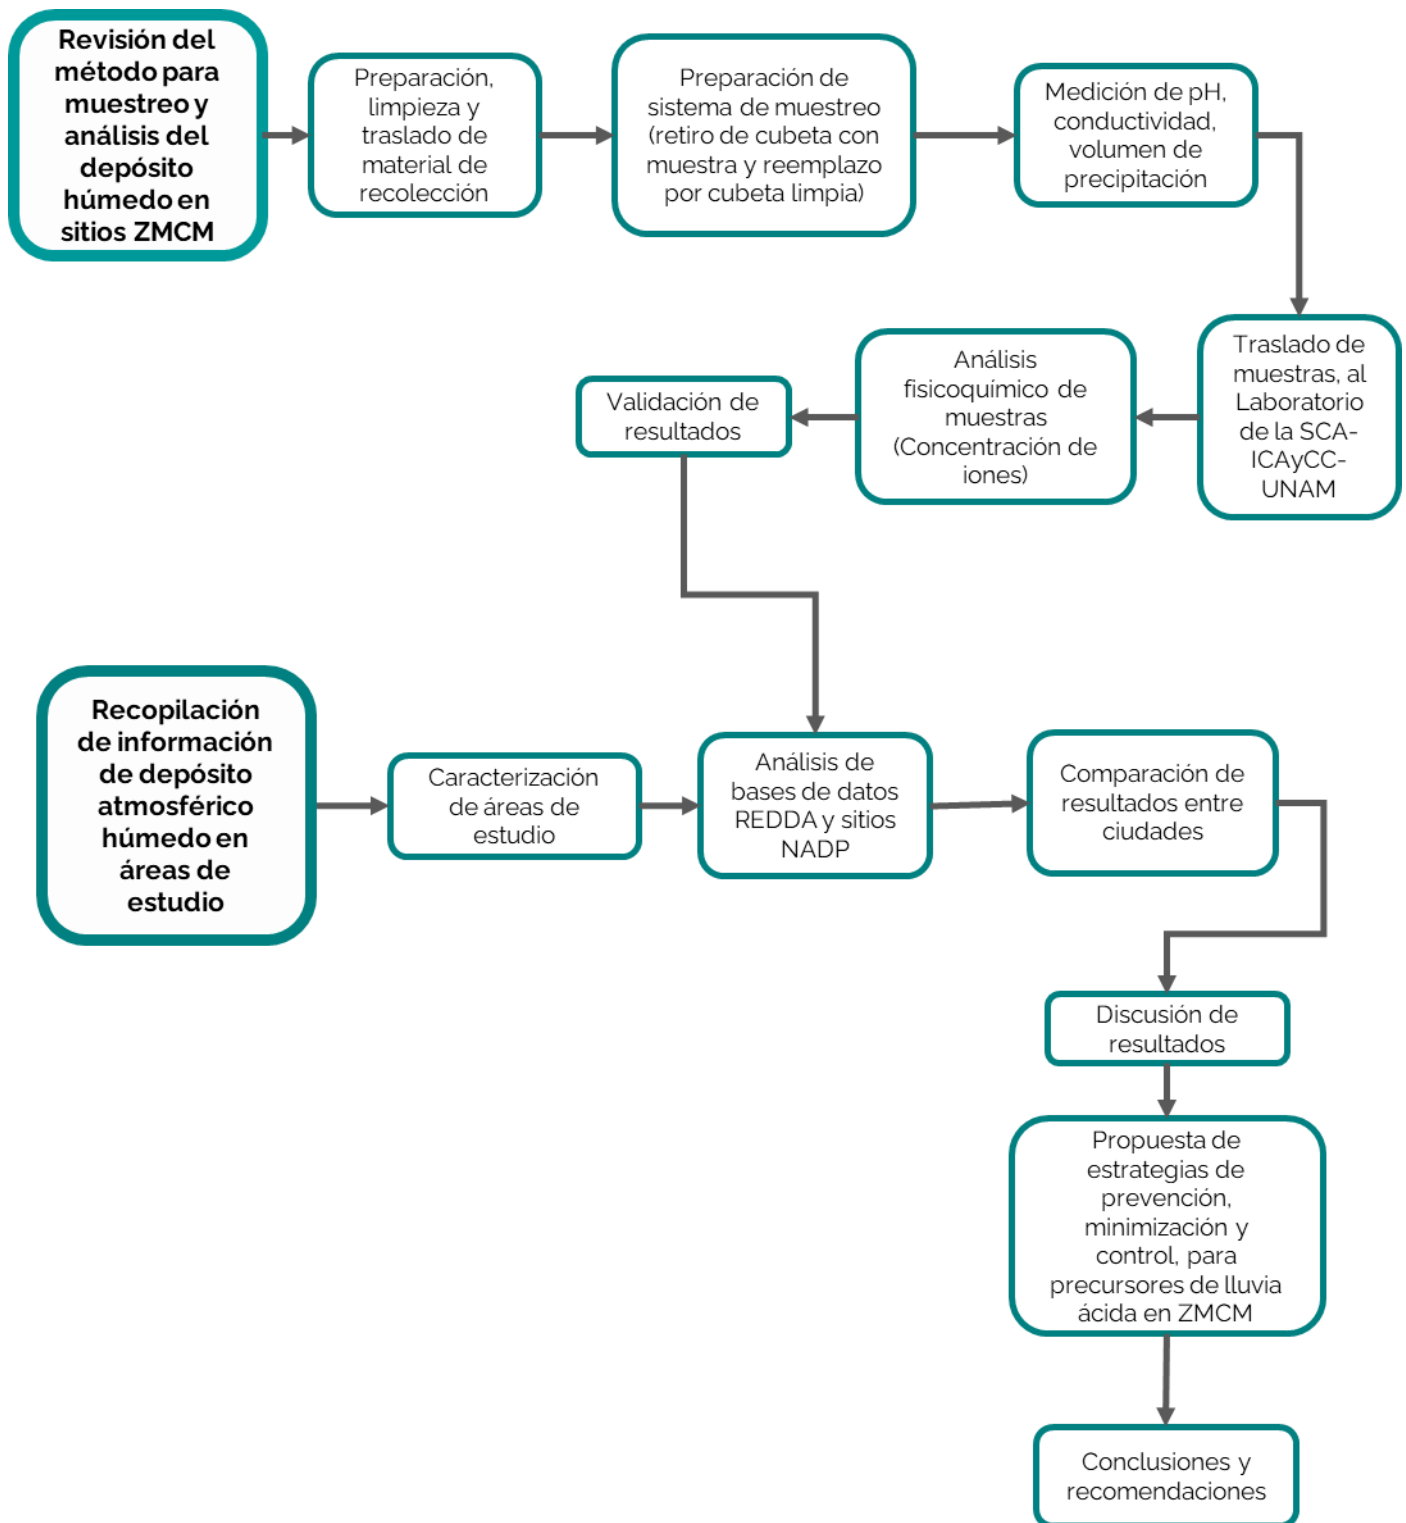 Revisión del
método para
muestreo y
análisis del
depósito
húmedo en
sitios ZMCM
Preparación,
limpieza y
traslado de
material de
recolección
Preparación de
sistema de muestreo
(retiro de cubeta con
muestra y reemplazo
por cubeta limpia)
Medición de pH,
conductividad,
volumen de
precipitación
Traslado de
muestras, al
Laboratorio
de la SCA-
ICAyCC-
UNAM
Análisis
fisicoquímico de
muestras
(Concentración de
iones)
Validación de
resultados
Recopilación
de información
de depósito
atmosférico
húmedo en
áreas de
estudio
Caracterización
de áreas de
estudio
Análisis de
bases de datos
REDDA y sitios
NADP
Comparación de
resultados entre
ciudades
Discusión de
resultados
Propuesta de
estrategias de
prevención,
minimización y
control, para
precursores de lluvia
ácida en ZMCM
Conclusiones y
recomendaciones